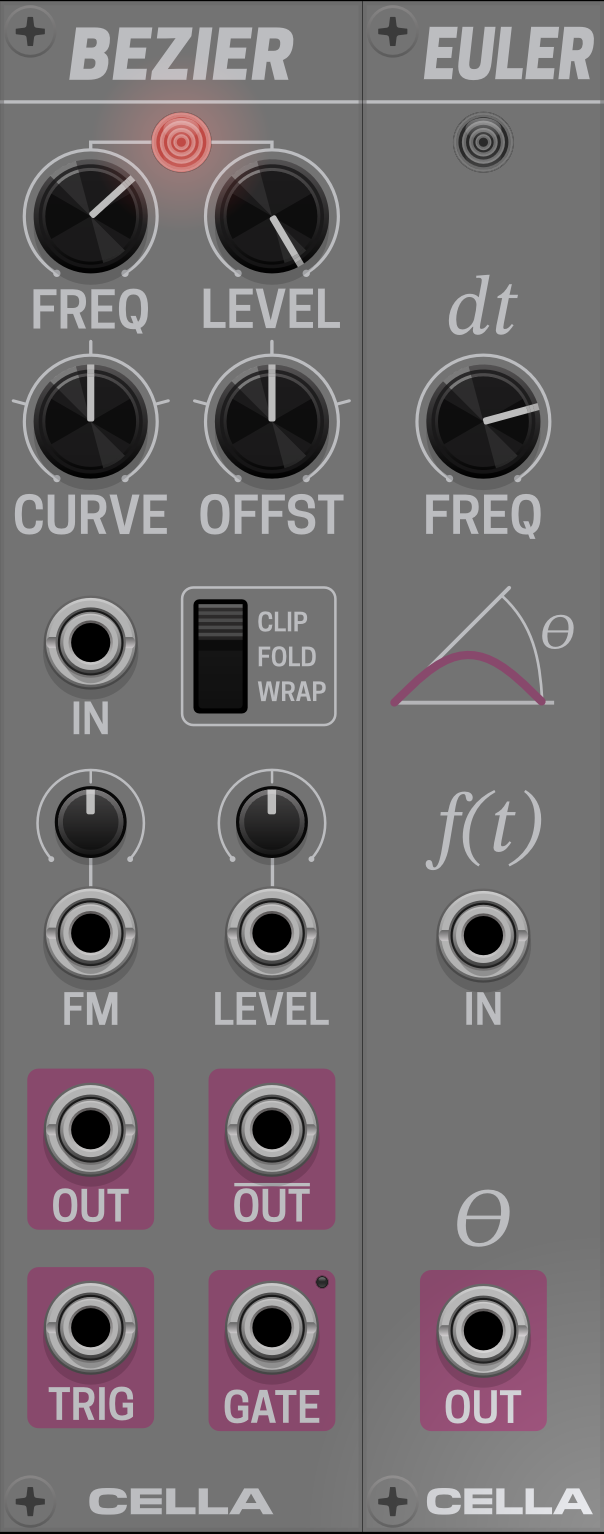 BEZIER
FREQ LEVEL
CURVE OFFST
IN
CLIP
FOLD
WRAP
FM LEVEL
OUT OUT
TRIG GATE
CELLA
EULER
dt
FREQ
θ
f(t)
IN
θ
OUT
CELLA